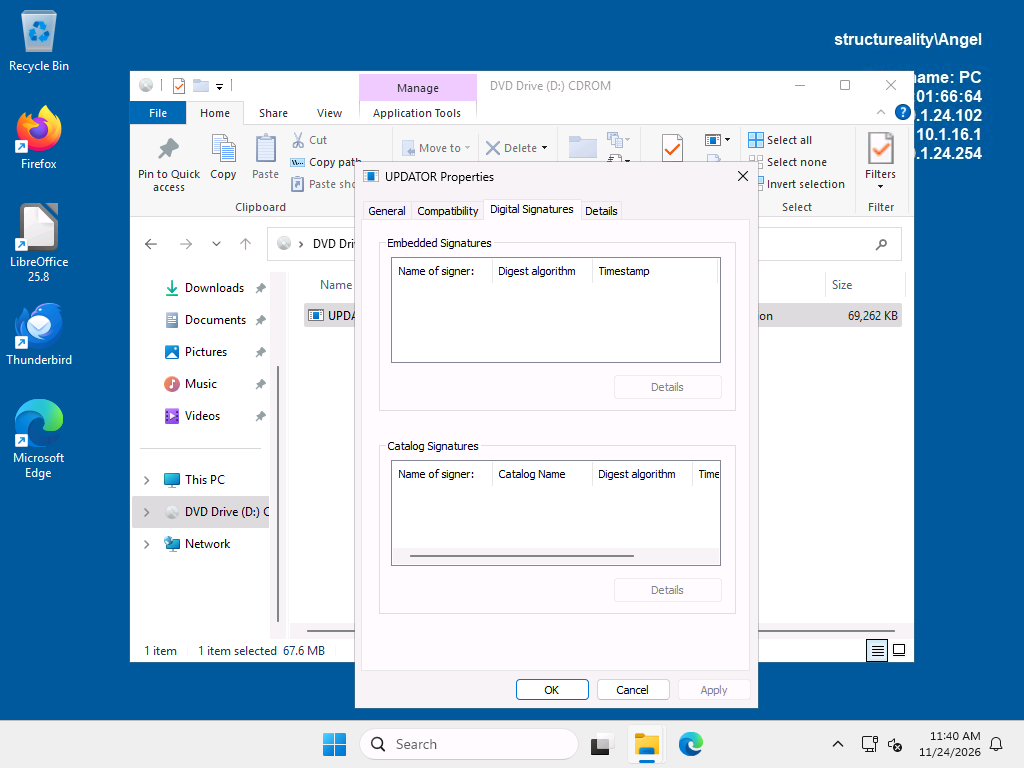 Recycle Bin
Firefox
LibreOffice
25.8
Thunderbird
Microsoft
Edge
structureality\Angel
name: PC
:01:66:64
.1.24.102
10.1.16.1
.1.24.254
Manage
DVD Drive (D:) CDROM
File
Home
Share
View
Application Tools
Pin to Quick
access
Copy
Paste
Cut
Copy path
Paste sho
Clipboard
Move to
Delete
Select all
Select none
Invert selection
Select
Filters
Filter
DVD Dri
Downloads
Documents
Pictures
Music
Videos
This PC
DVD Drive (D:) C
Network
Name
Size
UPDA
on
69,262 KB
1 item
1 item selected
67.6 MB
UPDATOR Properties
General
Compatibility
Digital Signatures
Details
Embedded Signatures
Name of signer:
Digest algorithm
Timestamp
Details
Catalog Signatures
Name of signer:
Catalog Name
Digest algorithm
Time
Details
OK
Cancel
Apply
Search
11:40 AM
11/24/2026